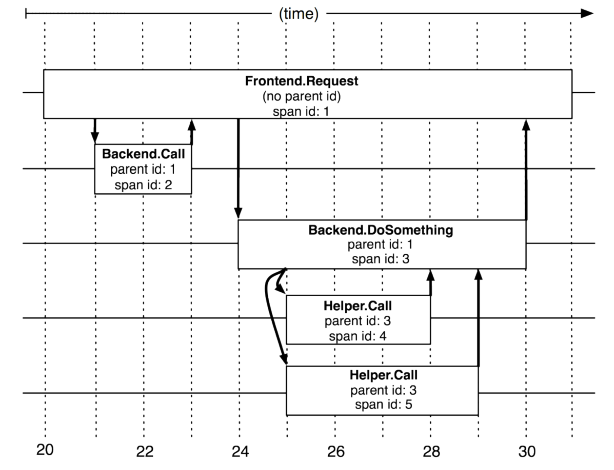 (time)
Frontend.Request
(no parent id)
span id: 1
Backend.Call
parent id: 1
span id: 2
Backend.DoSomething
parent id: 1
span id: 3
Helper.Call
parent id: 3
span id: 4
Helper.Call
parent id: 3
span id: 5
20 22 24 26 28 30